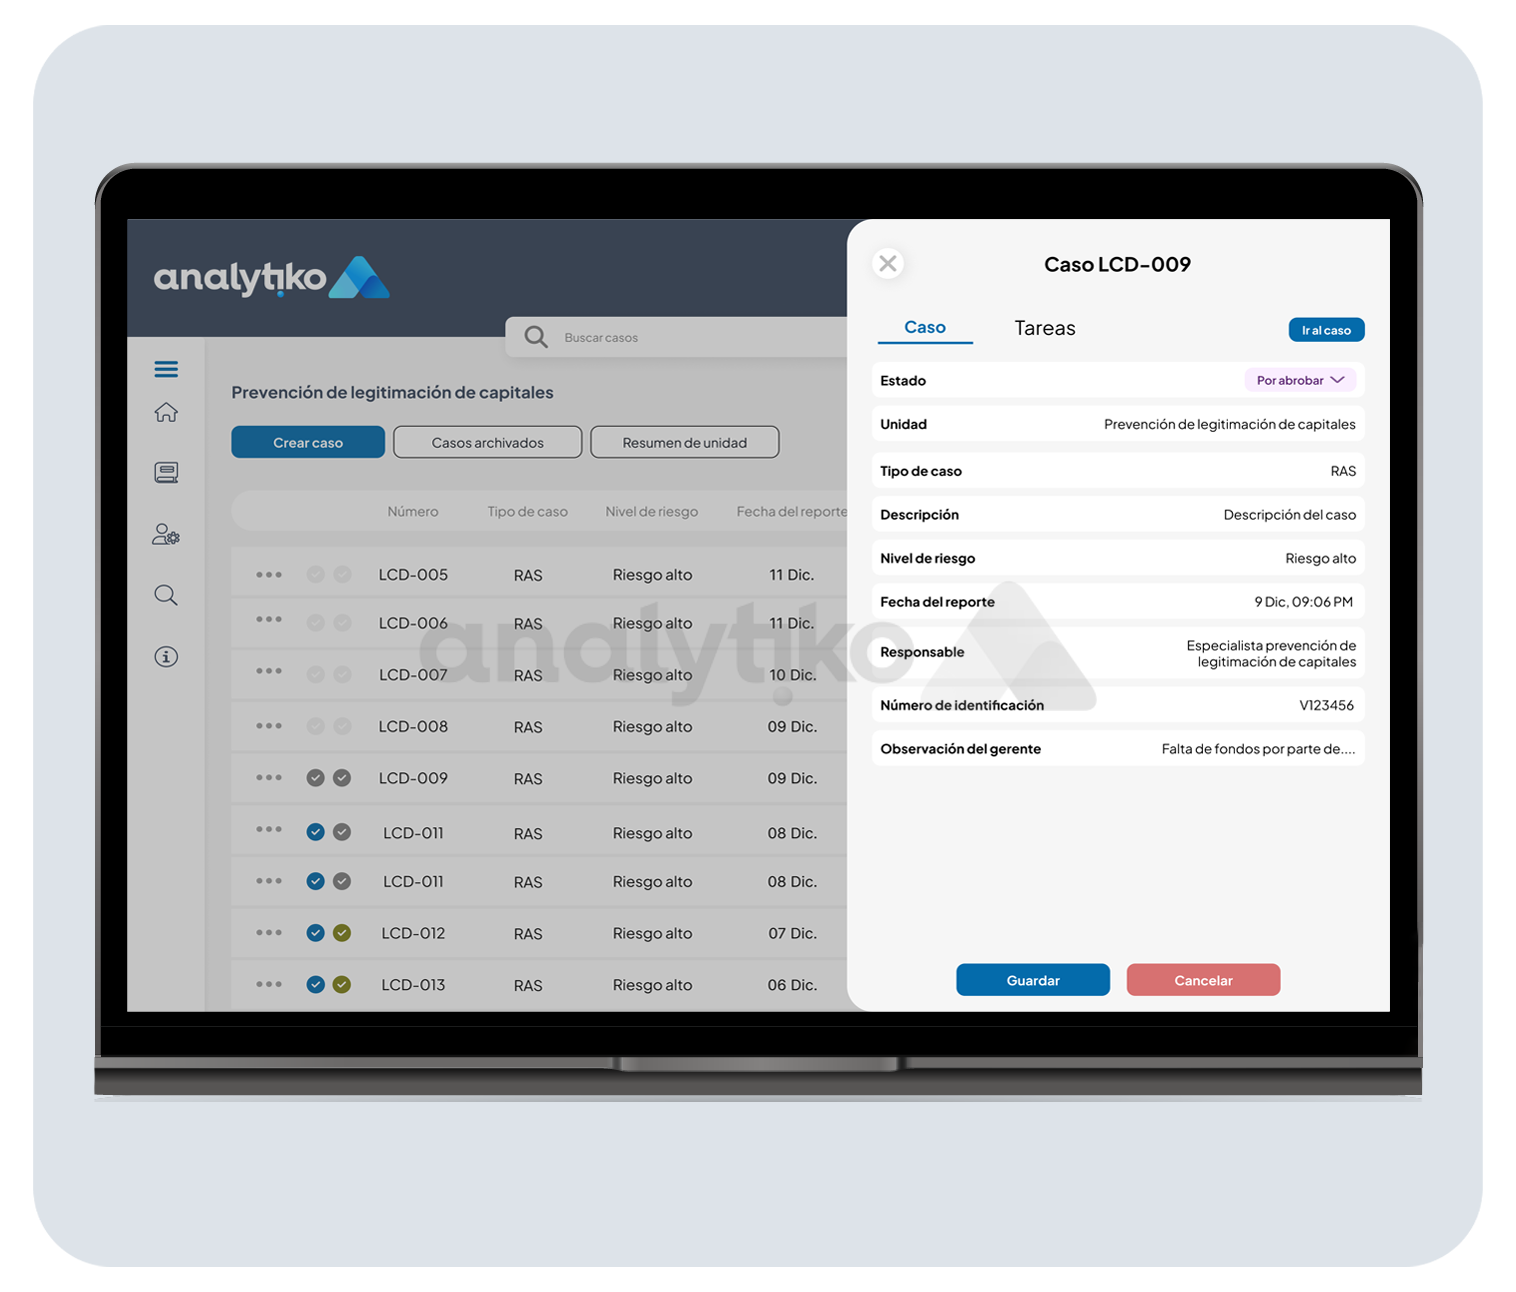 analytiko
Buscar casos
Prevención de legitimación de capitales
Crear caso
Casos archivados
Resumen de unidad
Número Tipo de caso Nivel de riesgo Fecha del reporte
LCD-005 RAS Riesgo alto 11 Dic.
LCD-006 RAS Riesgo alto 11 Dic.
LCD-007 RAS Riesgo alto 10 Dic.
LCD-008 RAS Riesgo alto 09 Dic.
LCD-009 RAS Riesgo alto 09 Dic.
LCD-011 RAS Riesgo alto 08 Dic.
LCD-011 RAS Riesgo alto 08 Dic.
LCD-012 RAS Riesgo alto 07 Dic.
LCD-013 RAS Riesgo alto 06 Dic.
analytiko
Caso LCD-009
Caso
Tareas
Ir al caso
Estado Por abrobar
Unidad Prevención de legitimación de capitales
Tipo de caso RAS
Descripción Descripción del caso
Nivel de riesgo Riesgo alto
Fecha del reporte 9 Dic, 09:06 PM
Responsable Especialista prevención de
legitimación de capitales
Número de identificación V123456
Observación del gerente Falta de fondos por parte de....
Guardar
Cancelar